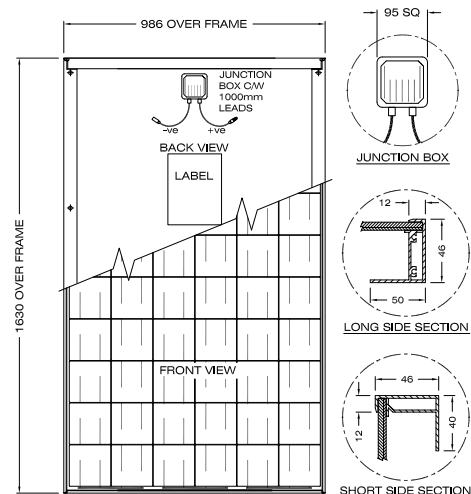 986 OVER FRAME
1630 OVER FRAME
JUNCTION
BOX C/W
1000mm
LEADS
-ve
+ve
BACK VIEW
LABEL
FRONT VIEW
95 SQ
JUNCTION BOX
12
46
50
LONG SIDE SECTION
46
12
40
SHORT SIDE SECTION